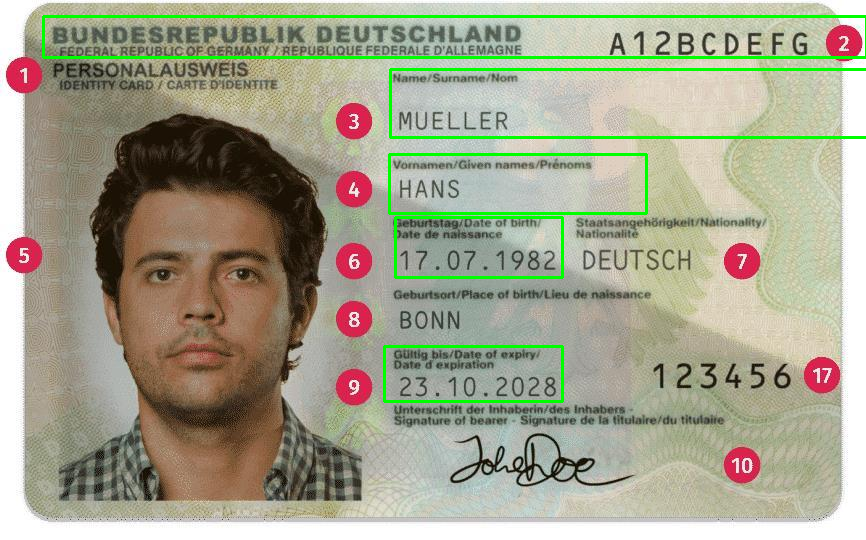 BUNDESREPUBLIK DEUTSCHLAND
FEDERAL REPUBLIC OF GERMANY / REPUBLIQUE FEDERALE D'ALLEMAGNE
A12BCDEFG
2
1
PERSONALAUSWEIS
IDENTITY CARD / CARTE D'IDENTITE
Name/Surname/Nom
3
MUELLER
Vornamen/Given names/Prénoms
4
HANS
5
Geburtstag/Date of birth/
Date de naissance
Staatsangehörigkeit/Nationality/
Nationalité
6
17.07.1982
DEUTSCH
7
Geburtsort/Place of birth/Lieu de naissance
8
BONN
Gültig bis/Date of expiry/
Date d'expiration
9
23.10.2028
123456
17
Unterschrift der Inhaberin/des Inhabers -
Signature of bearer - Signature de la titulaire/du titulaire
John Doe
10